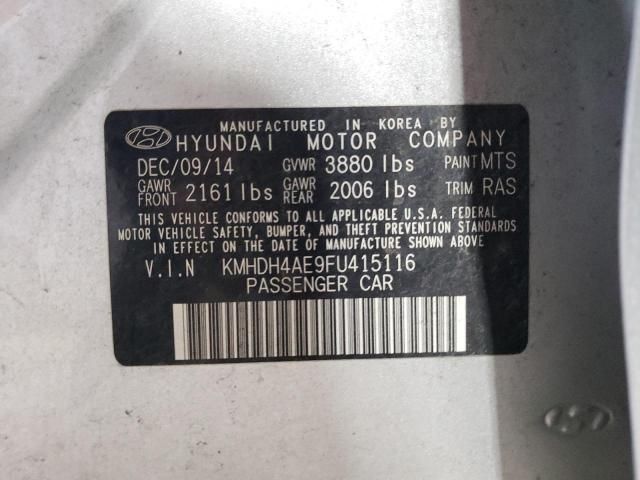 MANUFACTURED IN KOREA BY
HYUNDAI MOTOR COMPANY
DEC/09/14 GVWR 3880 lbs PAINT MTS
GAWR FRONT 2161 lbs GAWR REAR 2006 lbs TRIM RAS
THIS VEHICLE CONFORMS TO ALL APPLICABLE U.S.A. FEDERAL
MOTOR VEHICLE SAFETY, BUMPER, AND THEFT PREVENTION STANDARDS
IN EFFECT ON THE DATE OF MANUFACTURE SHOWN ABOVE.
V.I.N KMHDH4AE9FU415116
PASSENGER CAR